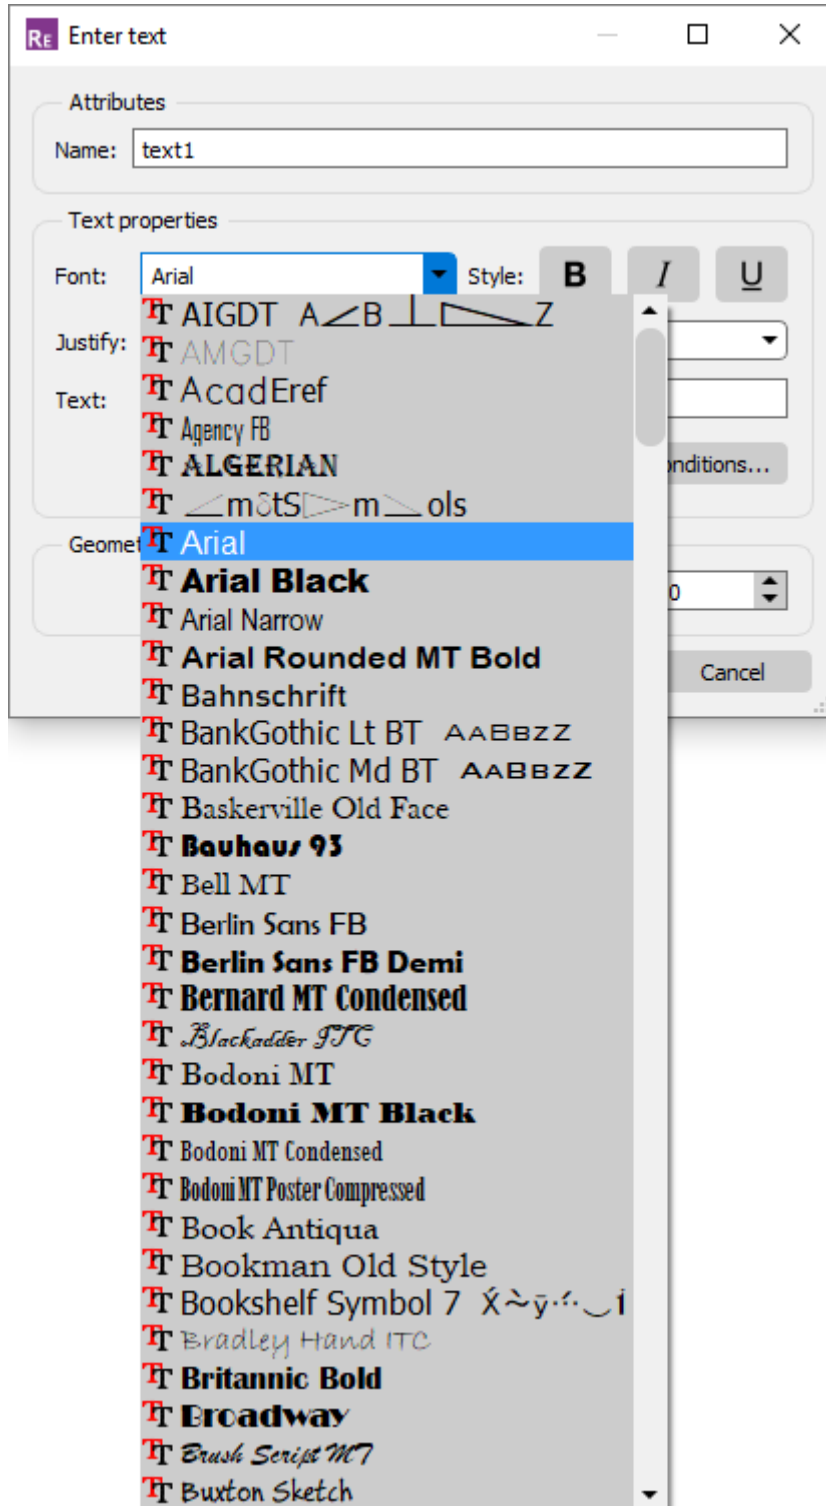 RE Enter text
Attributes
Name: text1
Text properties
Font: Arial Style: B I U
AIGDT A B Z
Justify:
AMGDT
AcadEref
Text:
Agency FB
ALGERIAN
onditions...
m ols
Geomet
Arial
Arial Black
0
Arial Narrow
Arial Rounded MT Bold
Cancel
Bahnschrift
BankGothic Lt BT AABBZZ
BankGothic Md BT AABBZZ
Baskerville Old Face
Bauhaus 93
Bell MT
Berlin Sans FB
Berlin Sans FB Demi
Bernard MT Condensed
Blackadder ITC
Bodoni MT
Bodoni MT Black
Bodoni MT Condensed
Bodoni MT Poster Compressed
Book Antiqua
Bookman Old Style
Bookshelf Symbol 7
Bradley Hand ITC
Britannic Bold
Broadway
Brush Script MT
Buxton Sketch